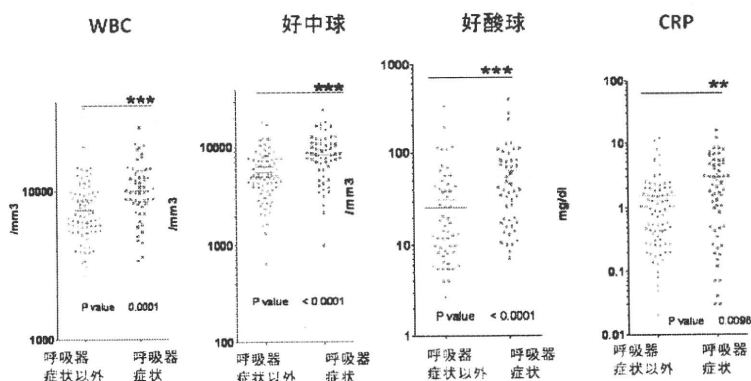 WBC
好中球
好酸球
CRP
***
***
***
**
10000
1000
/mm3
P value 0.0001
呼吸器
症状以外
呼吸器
症状
10000
1000
100
/mm3
P value < 0.0001
呼吸器
症状以外
呼吸器
症状
1000
100
10
1
/mm3
P value < 0.0001
呼吸器
症状以外
呼吸器
症状
100
10
1
0.1
0.01
mg/dl
P value 0.0096
呼吸器
症状以外
呼吸器
症状